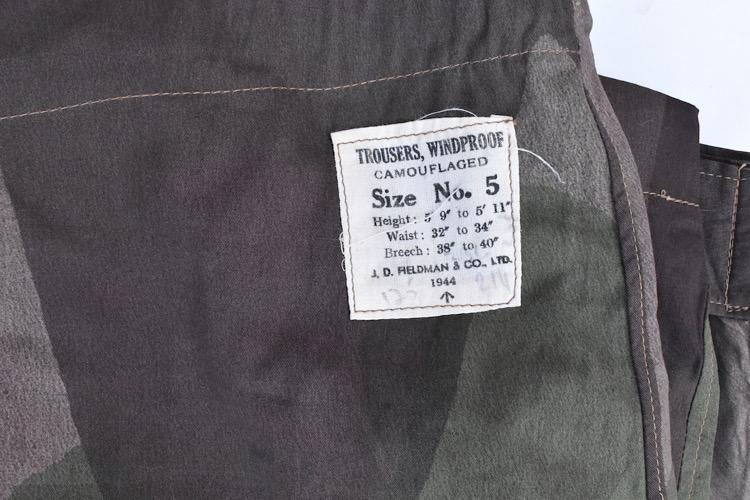 TROUSERS, WINDPROOF
CAMOUFLAGED
Size No. 5
Height: 5' 9" to 5' 11"
Waist: 32" to 34"
Breech: 38" to 40"
J. D. FIELDMAN & CO., LTD.
1944